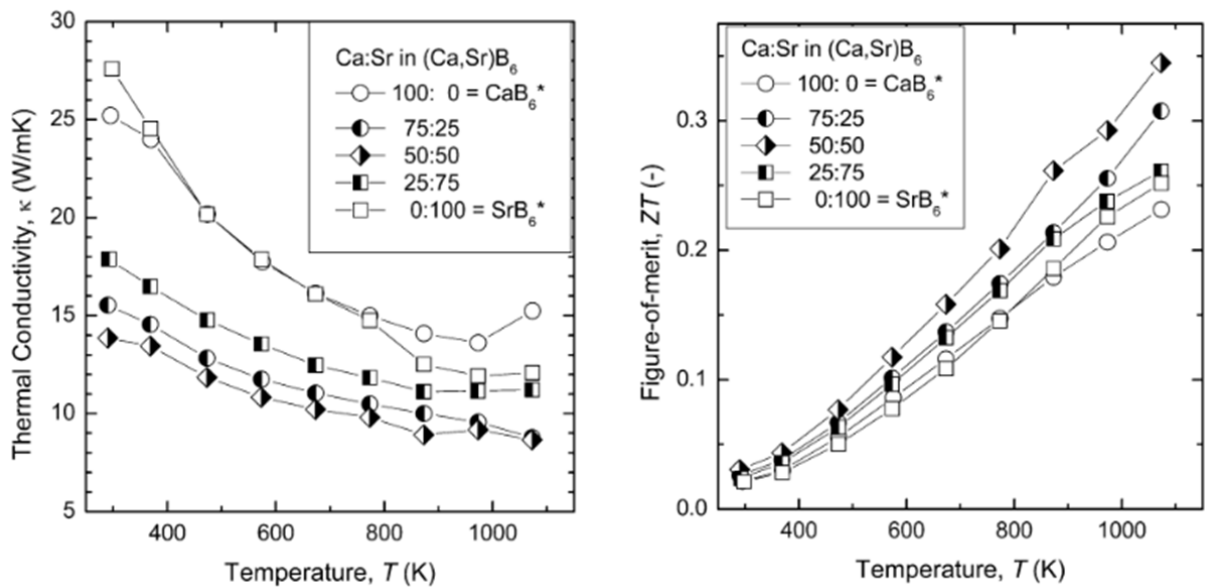 Thermal Conductivity, κ (W/mK)
30
25
20
15
10
5
Ca:Sr in (Ca,Sr)B₆
100: 0 = CaB₆*
75:25
50:50
25:75
0:100 = SrB₆*
400
600
800
1000
Temperature, T (K)
Figure-of-merit, ZT (-)
0.3
0.2
0.1
0.0
Ca:Sr in (Ca,Sr)B₆
100: 0 = CaB₆*
75:25
50:50
25:75
0:100 = SrB₆*
400
600
800
1000
Temperature, T (K)